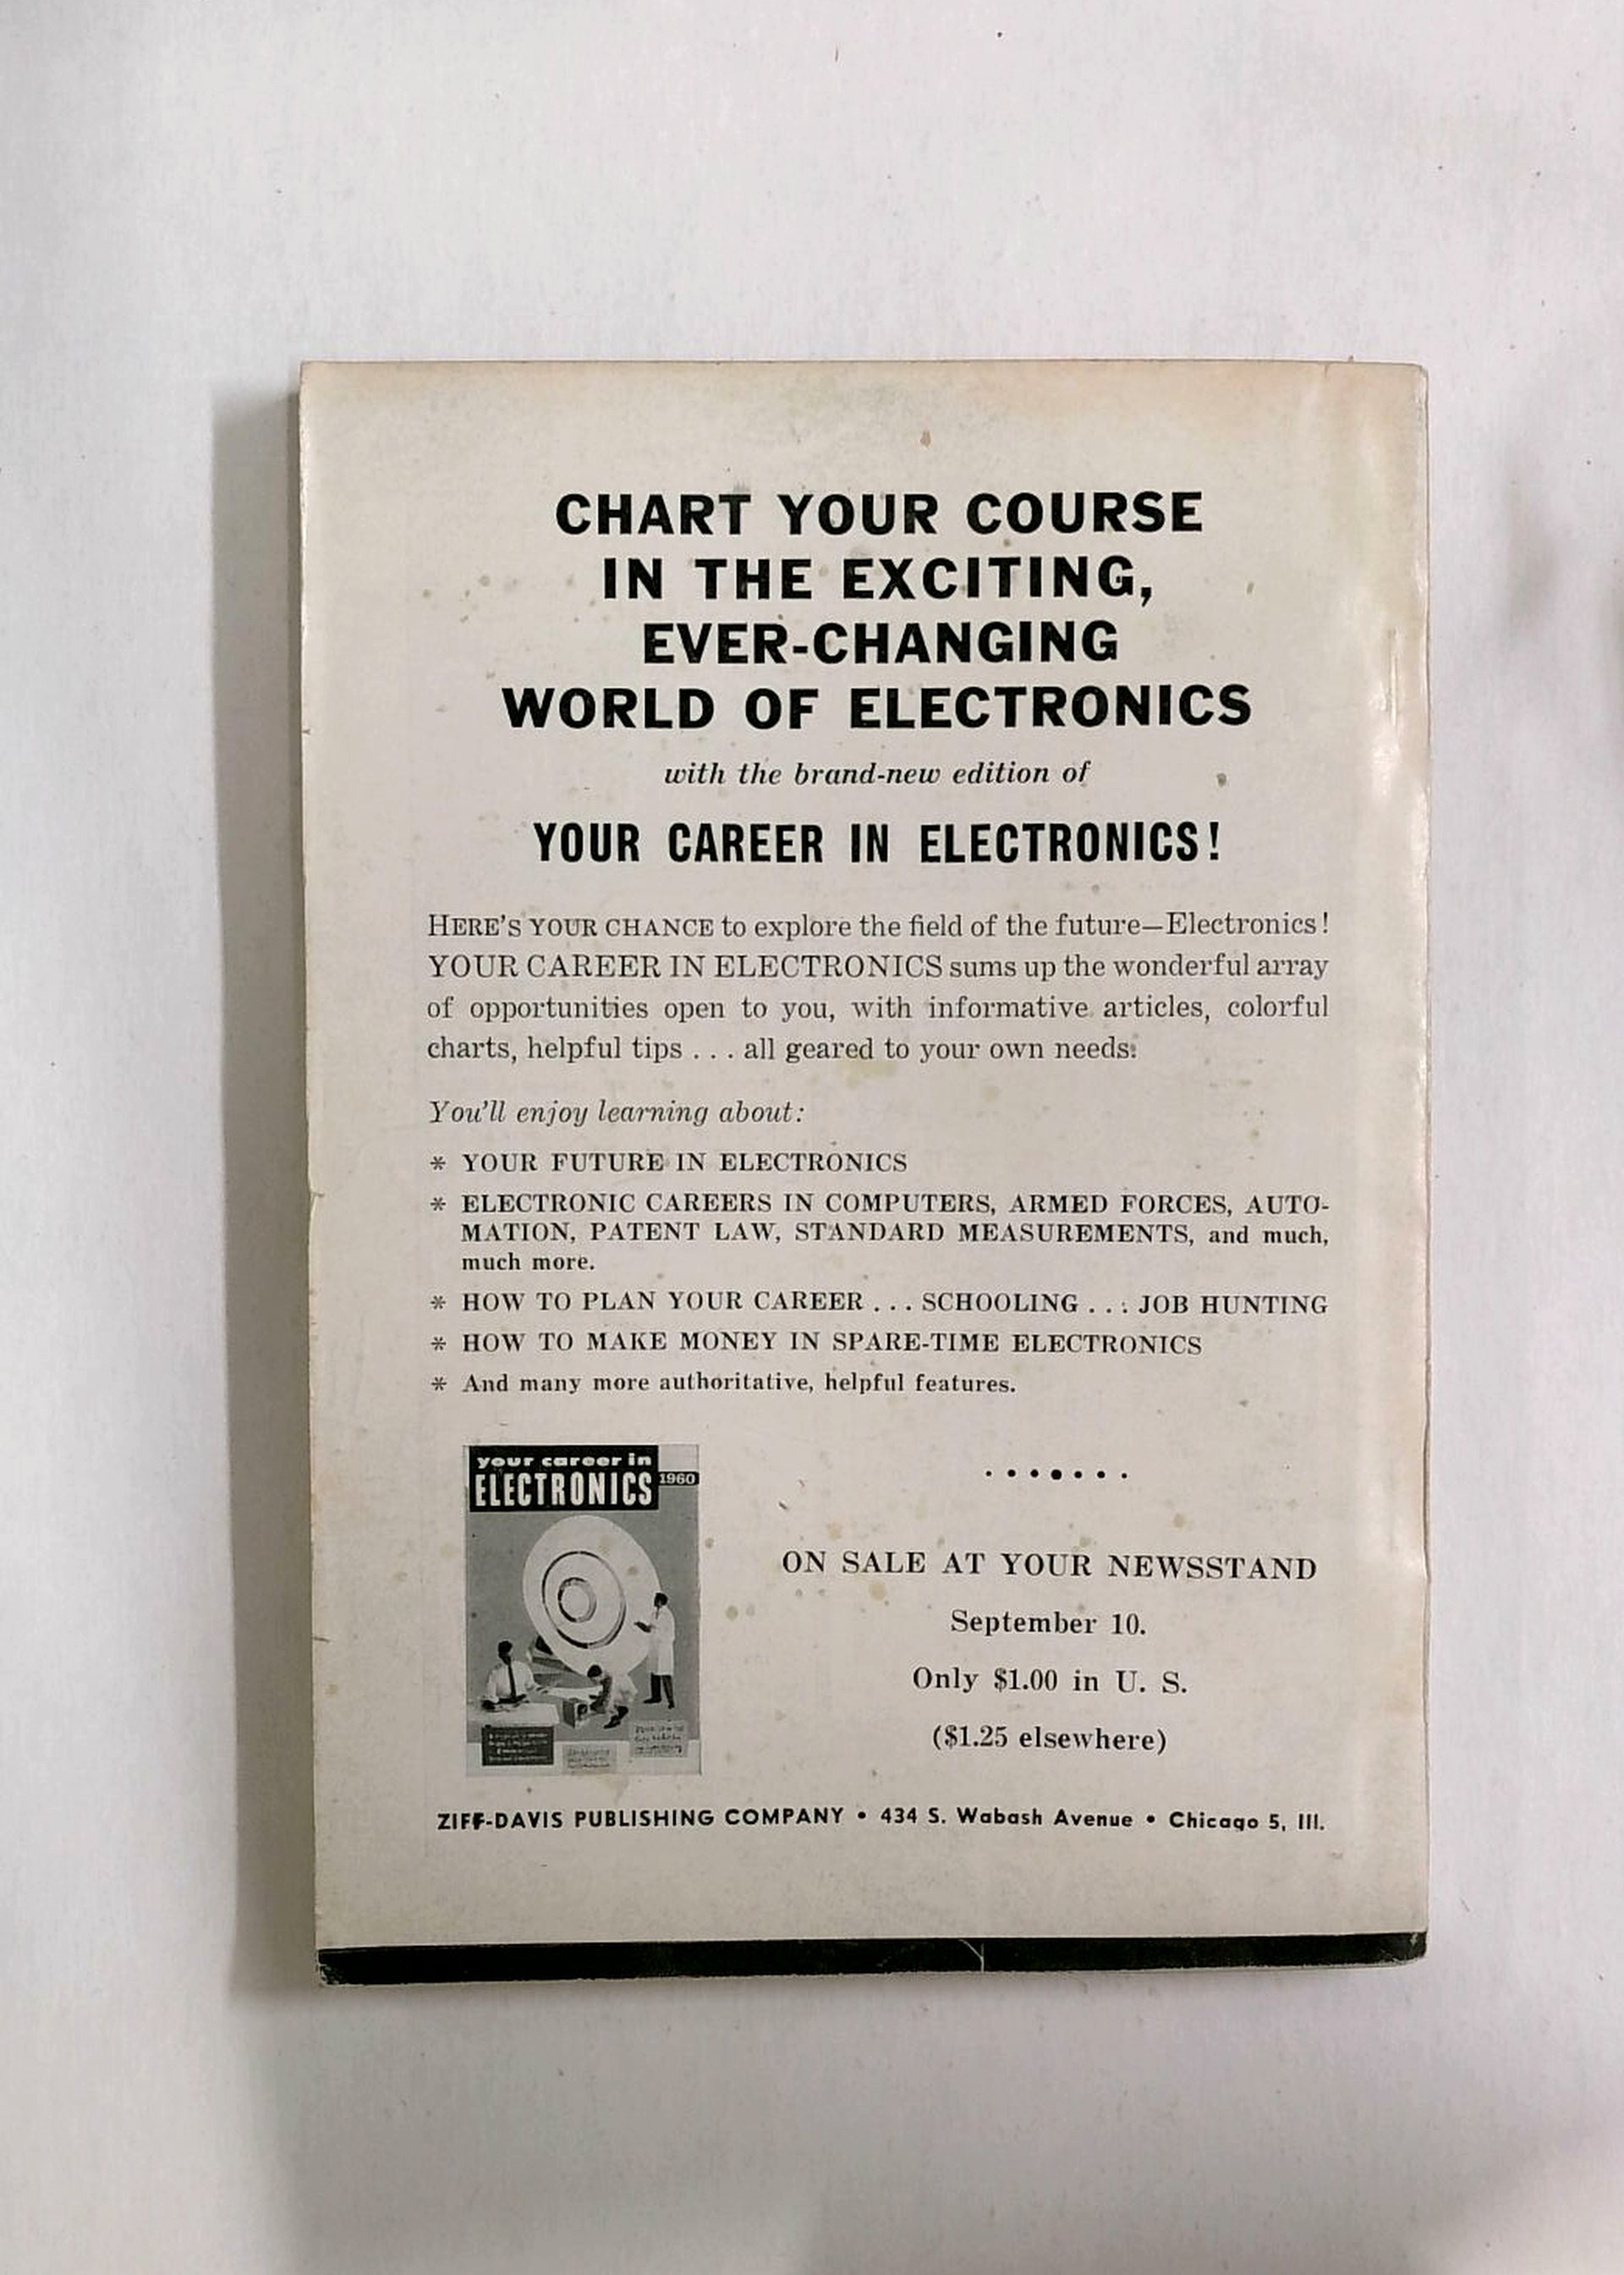 CHART YOUR COURSE
IN THE EXCITING,
EVER-CHANGING
WORLD OF ELECTRONICS
with the brand-new edition of
YOUR CAREER IN ELECTRONICS!
HERE'S YOUR CHANCE to explore the field of the future—Electronics!
YOUR CAREER IN ELECTRONICS sums up the wonderful array
of opportunities open to you, with informative articles, colorful
charts, helpful tips . . . all geared to your own needs.
You'll enjoy learning about:
* YOUR FUTURE IN ELECTRONICS
* ELECTRONIC CAREERS IN COMPUTERS, ARMED FORCES, AUTO-
MATION, PATENT LAW, STANDARD MEASUREMENTS, and much,
much more.
* HOW TO PLAN YOUR CAREER . . . SCHOOLING . . . JOB HUNTING
* HOW TO MAKE MONEY IN SPARE-TIME ELECTRONICS
* And many more authoritative, helpful features.
your career in
ELECTRONICS 1960
ON SALE AT YOUR NEWSSTAND
September 10.
Only $1.00 in U. S.
($1.25 elsewhere)
ZIFF-DAVIS PUBLISHING COMPANY • 434 S. Wabash Avenue • Chicago 5, Ill.